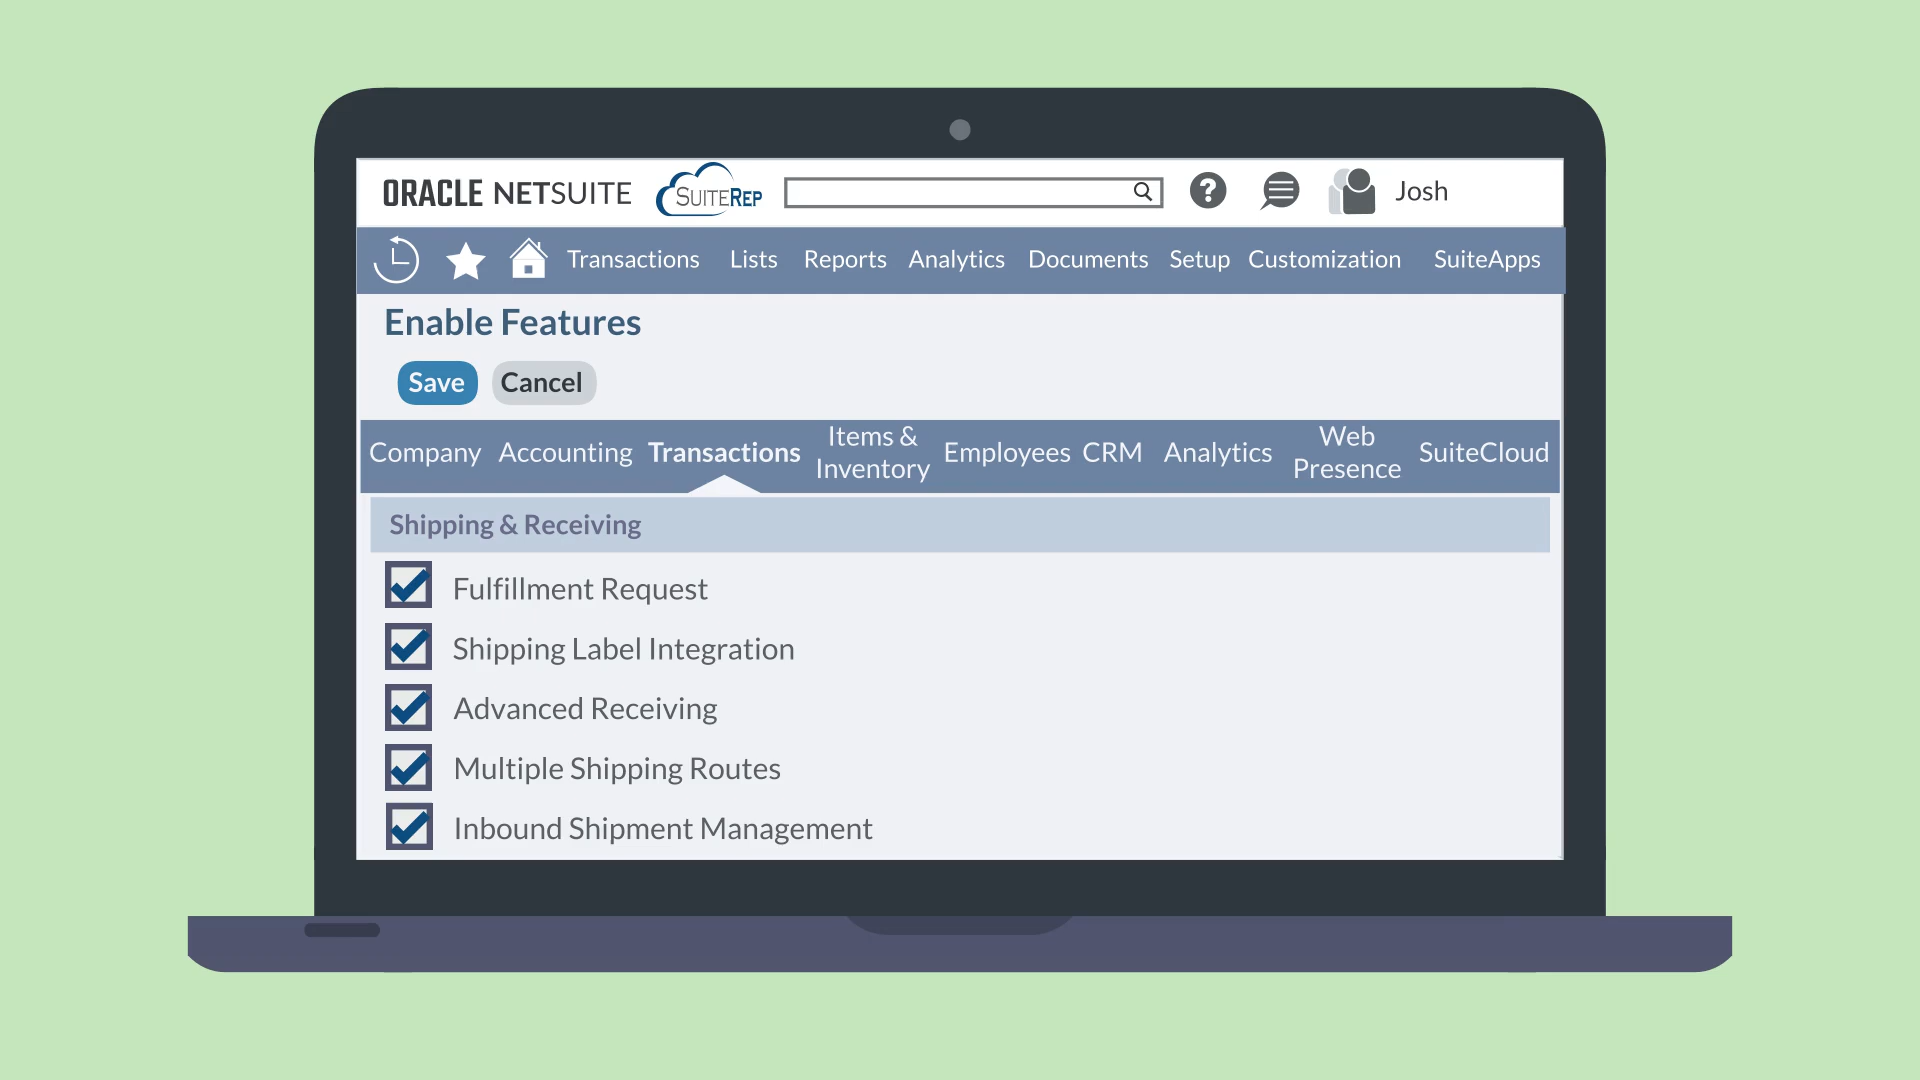 ORACLE NETSUITE SUITEREP Josh
Transactions Lists Reports Analytics Documents Setup Customization SuiteApps
Enable Features
Save Cancel
Company Accounting Transactions Items & Inventory Employees CRM Analytics Web Presence SuiteCloud
Shipping & Receiving
Fulfillment Request
Shipping Label Integration
Advanced Receiving
Multiple Shipping Routes
Inbound Shipment Management